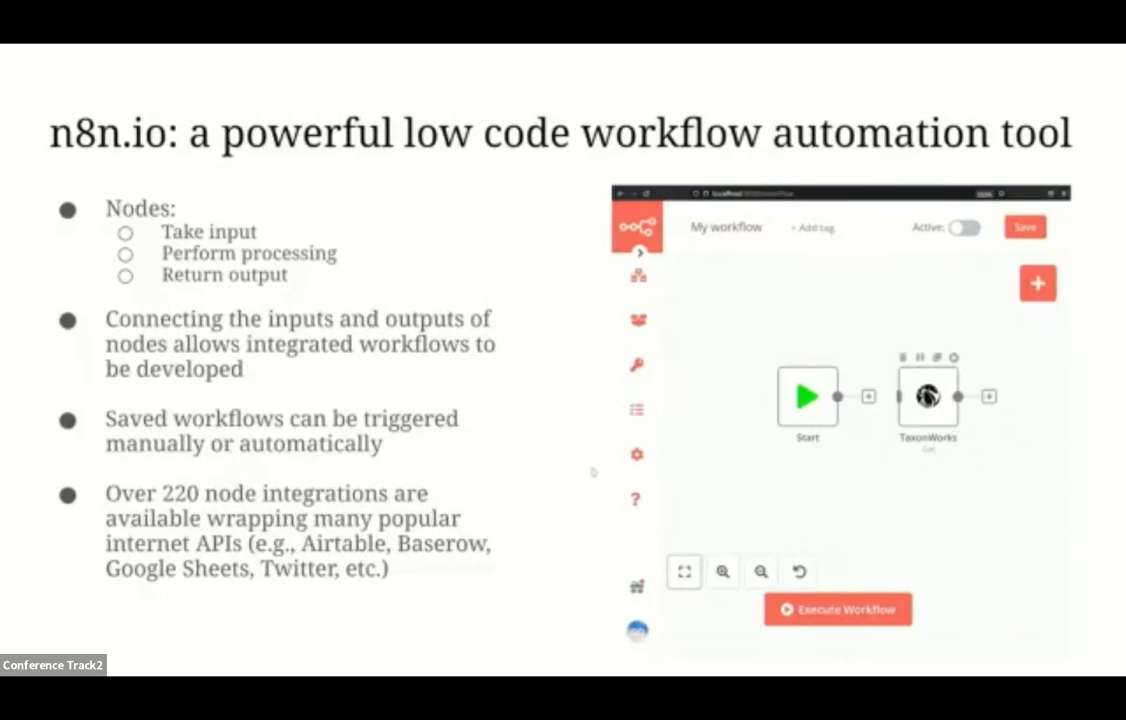 n8n.io: a powerful low code workflow automation tool
● Nodes:
○ Take input
○ Perform processing
○ Return output
● Connecting the inputs and outputs of
nodes allows integrated workflows to
be developed
● Saved workflows can be triggered
manually or automatically
● Over 220 node integrations are
available wrapping many popular
internet APIs (e.g., Airtable, Baserow,
Google Sheets, Twitter, etc.)
My workflow + Add tag Active: Save
Start
TaxonWorks
Get
Execute Workflow
Conference Track2